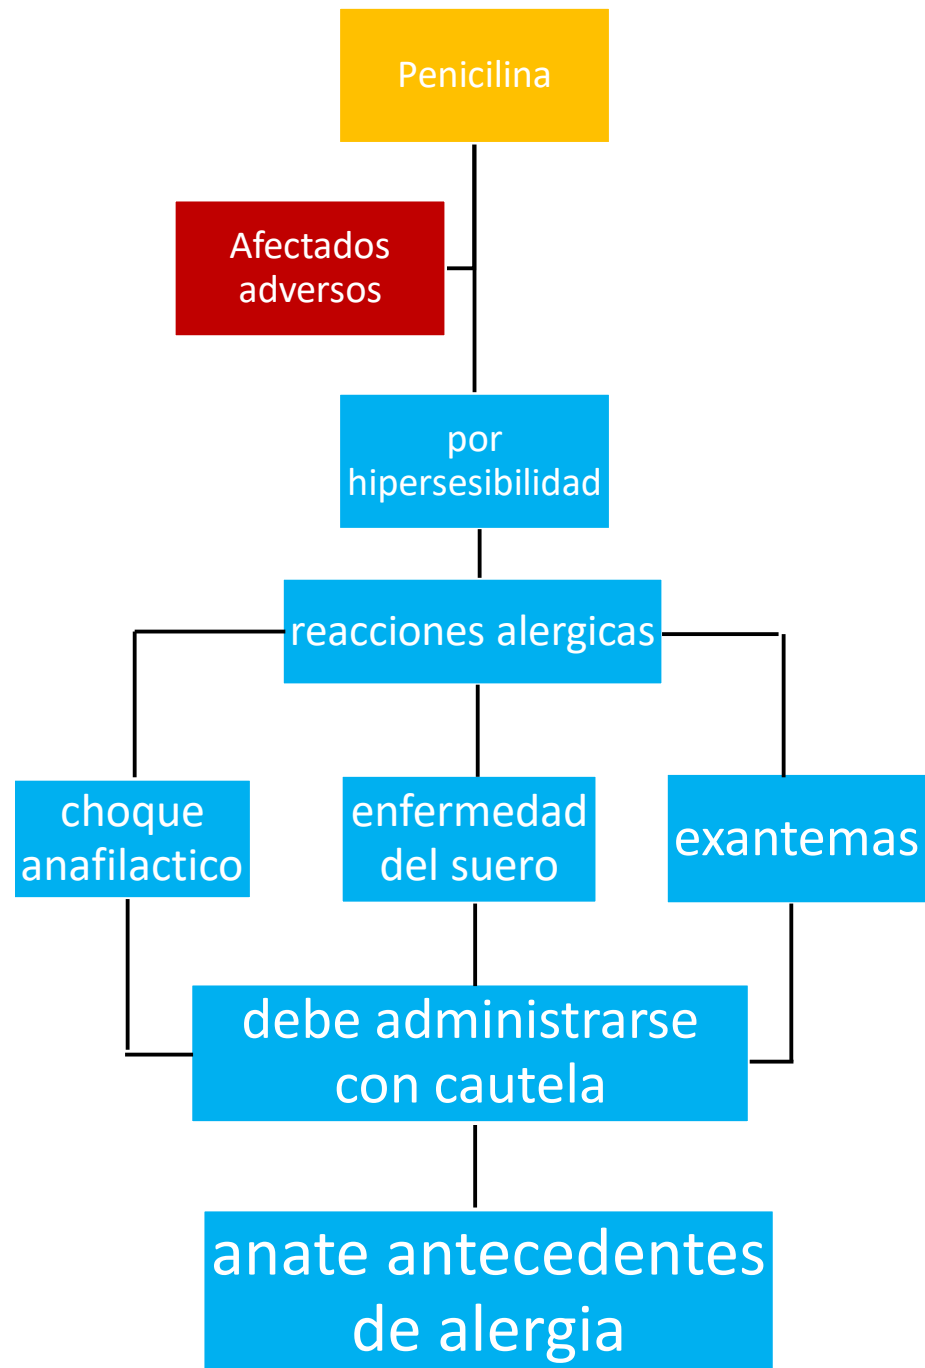 Penicilina
Afectados
adversos
por
hipersesibilidad
reacciones alergicas
choque
anafilactico
enfermedad
del suero
exantemas
debe administrarse
con cautela
anate antecedentes
de alergia